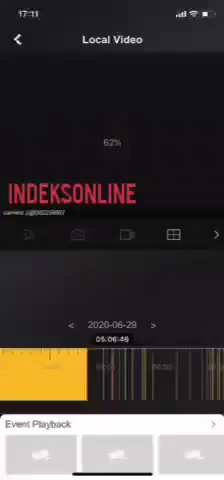 17:11
Local Video
62%
INDEKSONLINE
< 2020-06-29 >
05:06:46
Event Playback